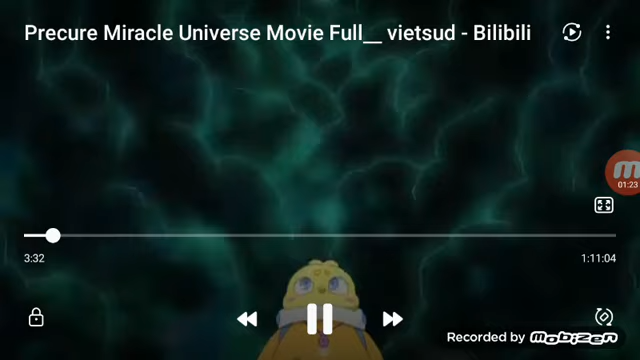 Precure Miracle Universe Movie Full__ vietsud - Bilibili
01:23
3:32
1:11:04
Recorded by mobizen